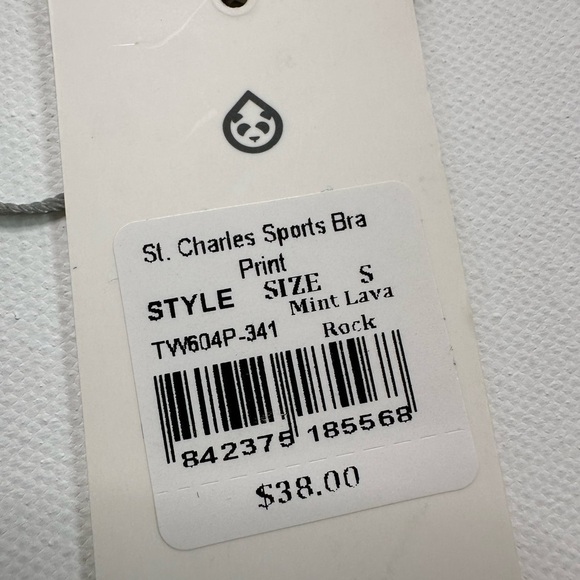 St. Charles Sports Bra
Print
STYLE SIZE S
Mint Lava
TW604P-341 Rock
842375 185568
$38.00